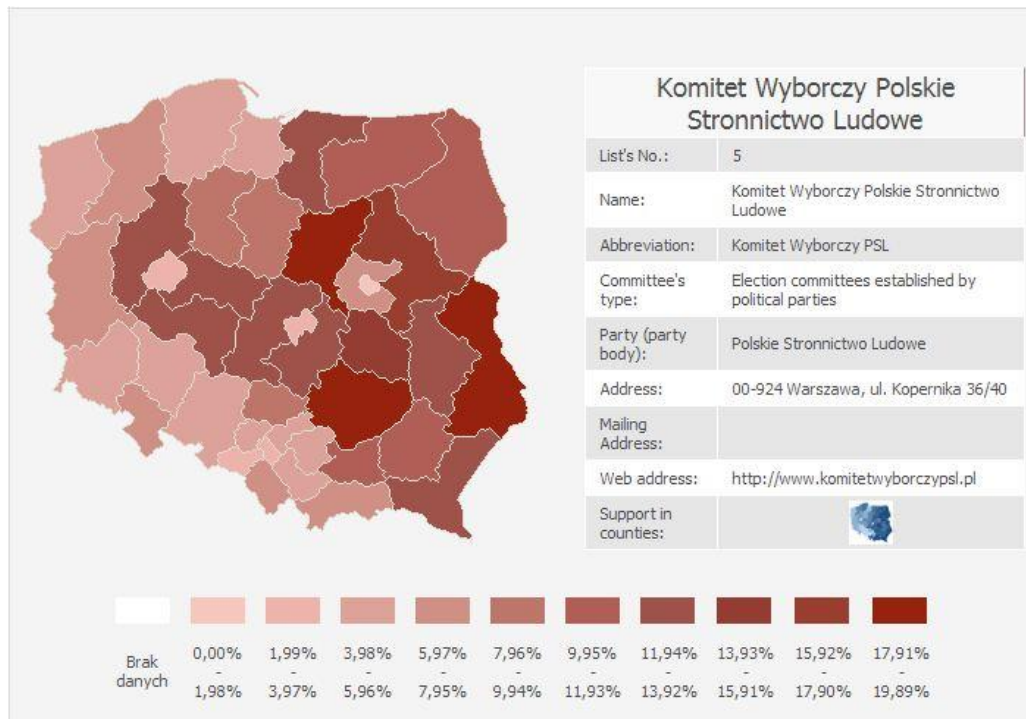 Komitet Wyborczy Polskie
Stronnictwo Ludowe
List's No.: 5
Name: Komitet Wyborczy Polskie Stronnictwo
Ludowe
Abbreviation: Komitet Wyborczy PSL
Committee's
type: Election committees established by
political parties
Party (party
body): Polskie Stronnictwo Ludowe
Address: 00-924 Warszawa, ul. Kopernika 36/40
Mailing
Address:
Web address: http://www.komitetwyborczypsl.pl
Support in
counties:
Brak
danych
0,00% 1,99% 3,98% 5,97% 7,96% 9,95% 11,94% 13,93% 15,92% 17,91%
- - - - - - - - - -
1,98% 3,97% 5,96% 7,95% 9,94% 11,93% 13,92% 15,91% 17,90% 19,89%